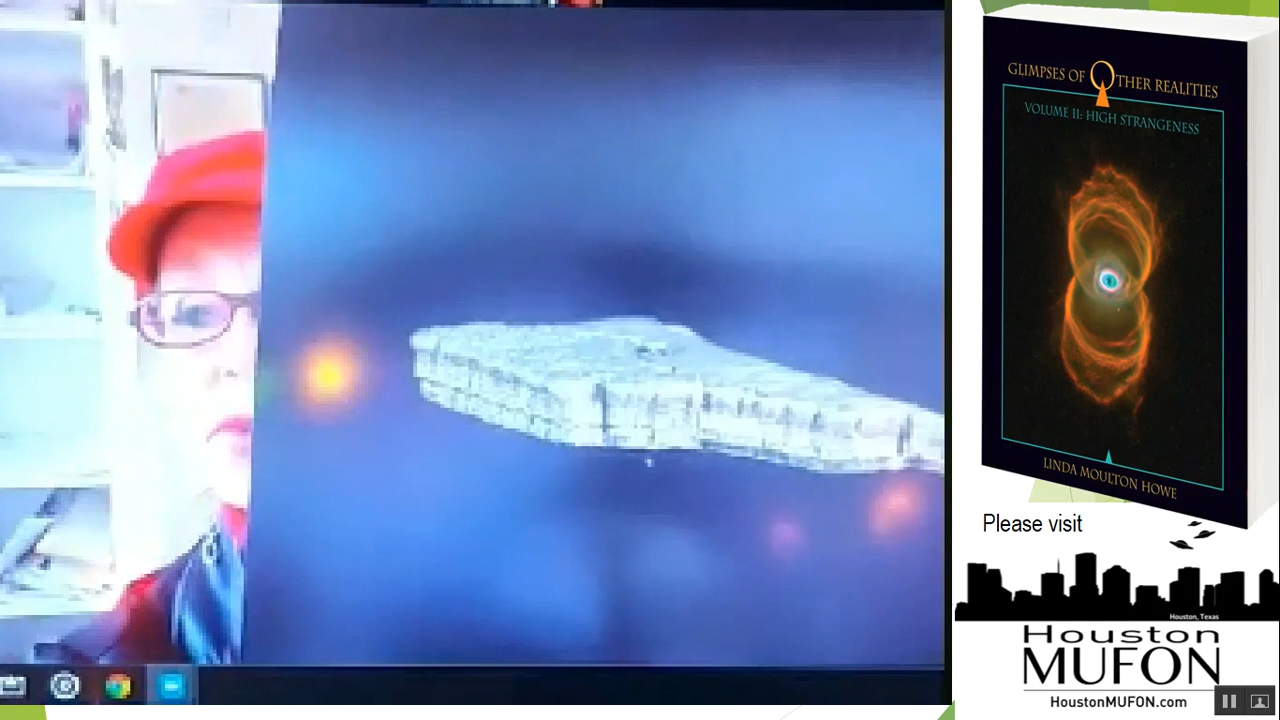 GLIMPSES OF OTHER REALITIES
VOLUME II: HIGH STRANGENESS
LINDA MOULTON HOWE
Please visit
Houston, Texas
Houston
MUFON
HoustonMUFON.com